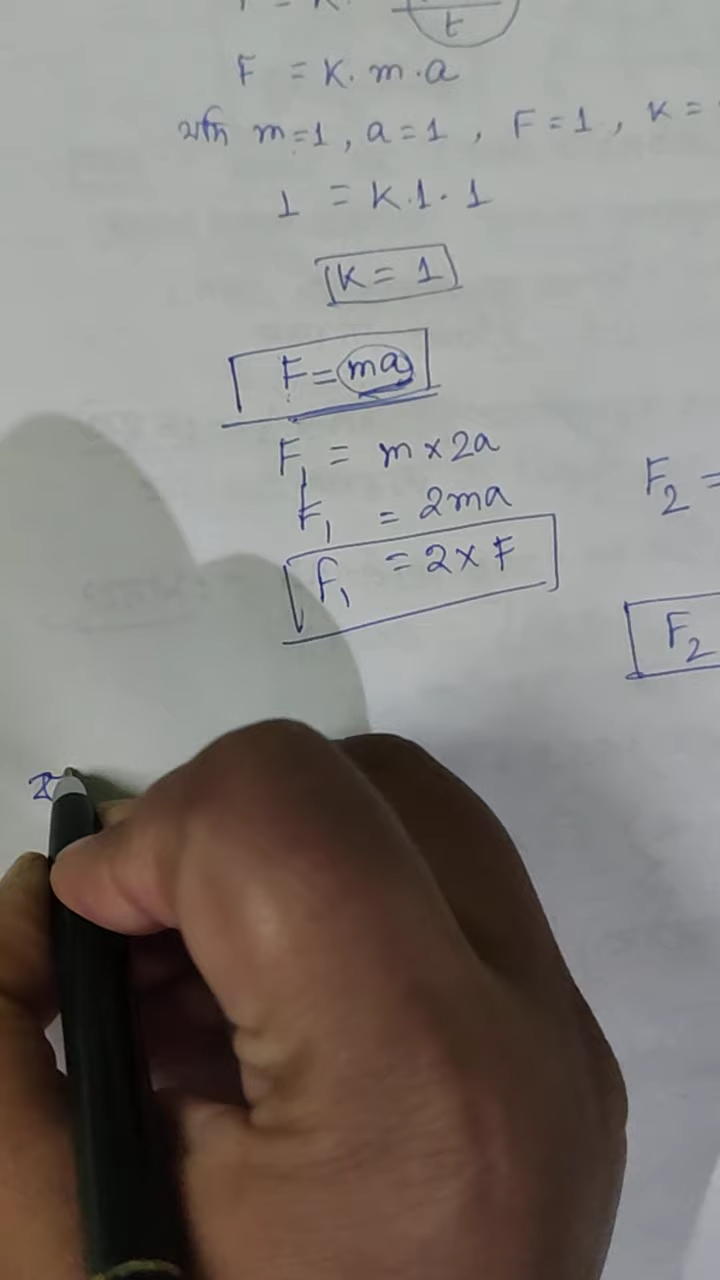 t
F = K. m . a
যদি m=1, a=1, F=1, K=
1 = K.1.1
K = 1
F = ma
F₁ = m × 2a
F₁ = 2ma
F₁ = 2 × F
F₂ =
F₂